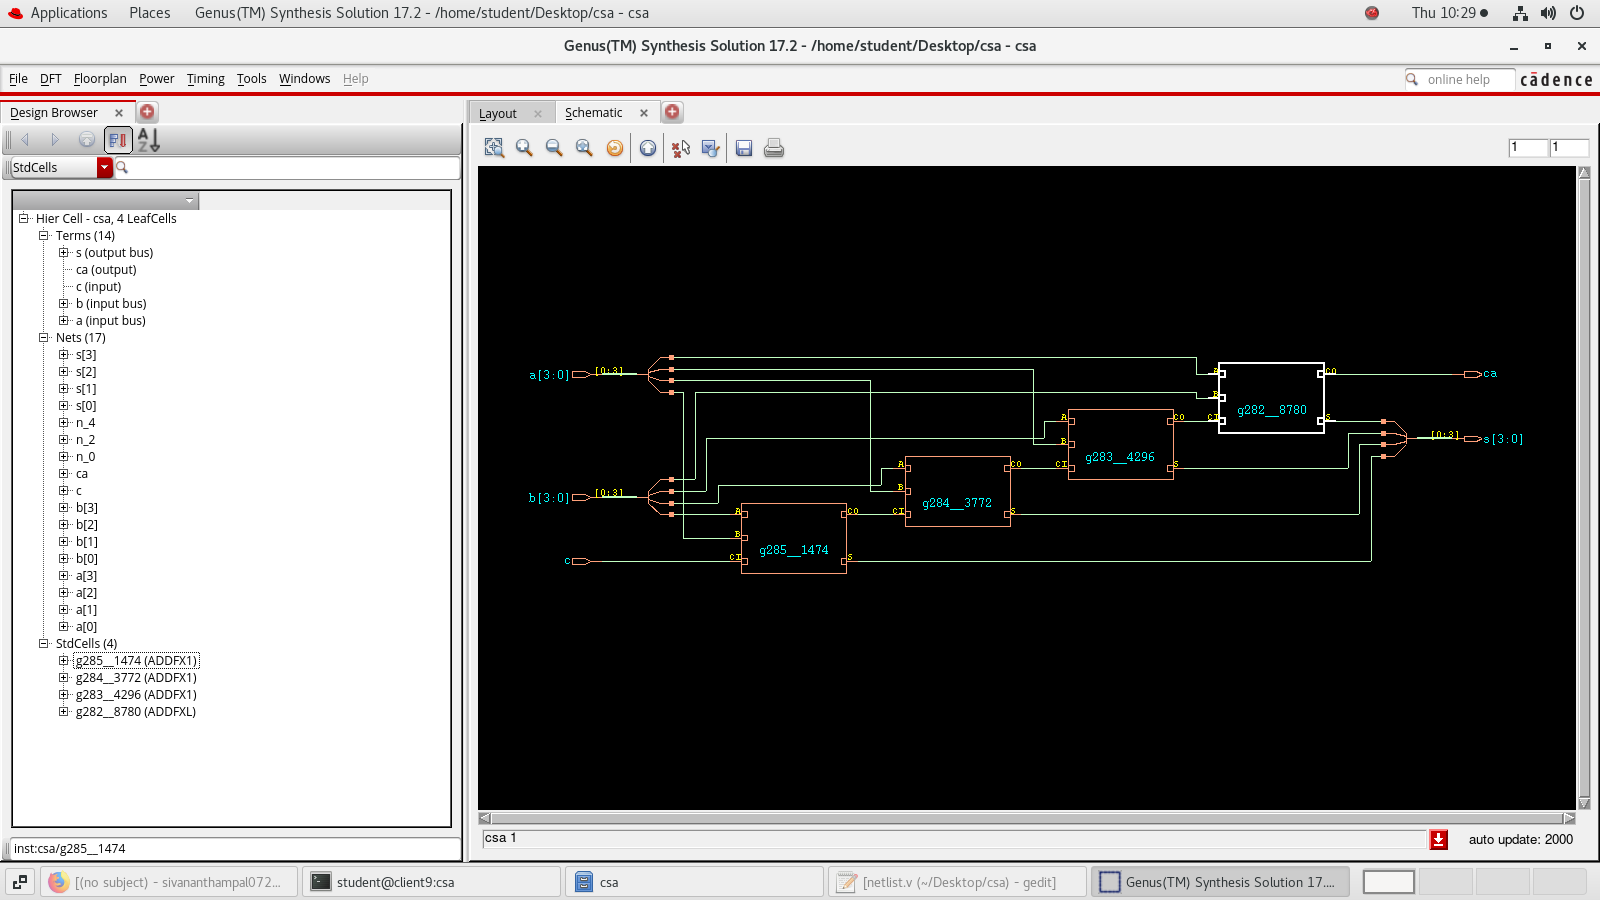 Applications Places Genus(TM) Synthesis Solution 17.2 - /home/student/Desktop/csa - csa Thu 10:29
Genus(TM) Synthesis Solution 17.2 - /home/student/Desktop/csa - csa
File DFT Floorplan Power Timing Tools Windows Help online help cādence
Design Browser
Layout Schematic
StdCells
1 1
Hier Cell - csa, 4 LeafCells
Terms (14)
s (output bus)
ca (output)
c (input)
b (input bus)
a (input bus)
Nets (17)
s[3]
s[2]
s[1]
s[0]
n_4
n_2
n_0
ca
c
b[3]
b[2]
b[1]
b[0]
a[3]
a[2]
a[1]
a[0]
StdCells (4)
g285__1474 (ADDFX1)
g284__3772 (ADDFX1)
g283__4296 (ADDFX1)
g282__8780 (ADDFXL)
inst:csa/g285__1474
a[3:0] [0:3]
b[3:0] [0:3]
c
A B CI CO S
g285__1474
A B CI CO S
g284__3772
A B CI CO S
g283__4296
B CI CO S
g282__8780
ca
[0:3] s[3:0]
csa 1
auto update: 2000
[(no subject) - sivananthampal072... student@client9:csa csa [netlist.v (~/Desktop/csa) - gedit] Genus(TM) Synthesis Solution 17....